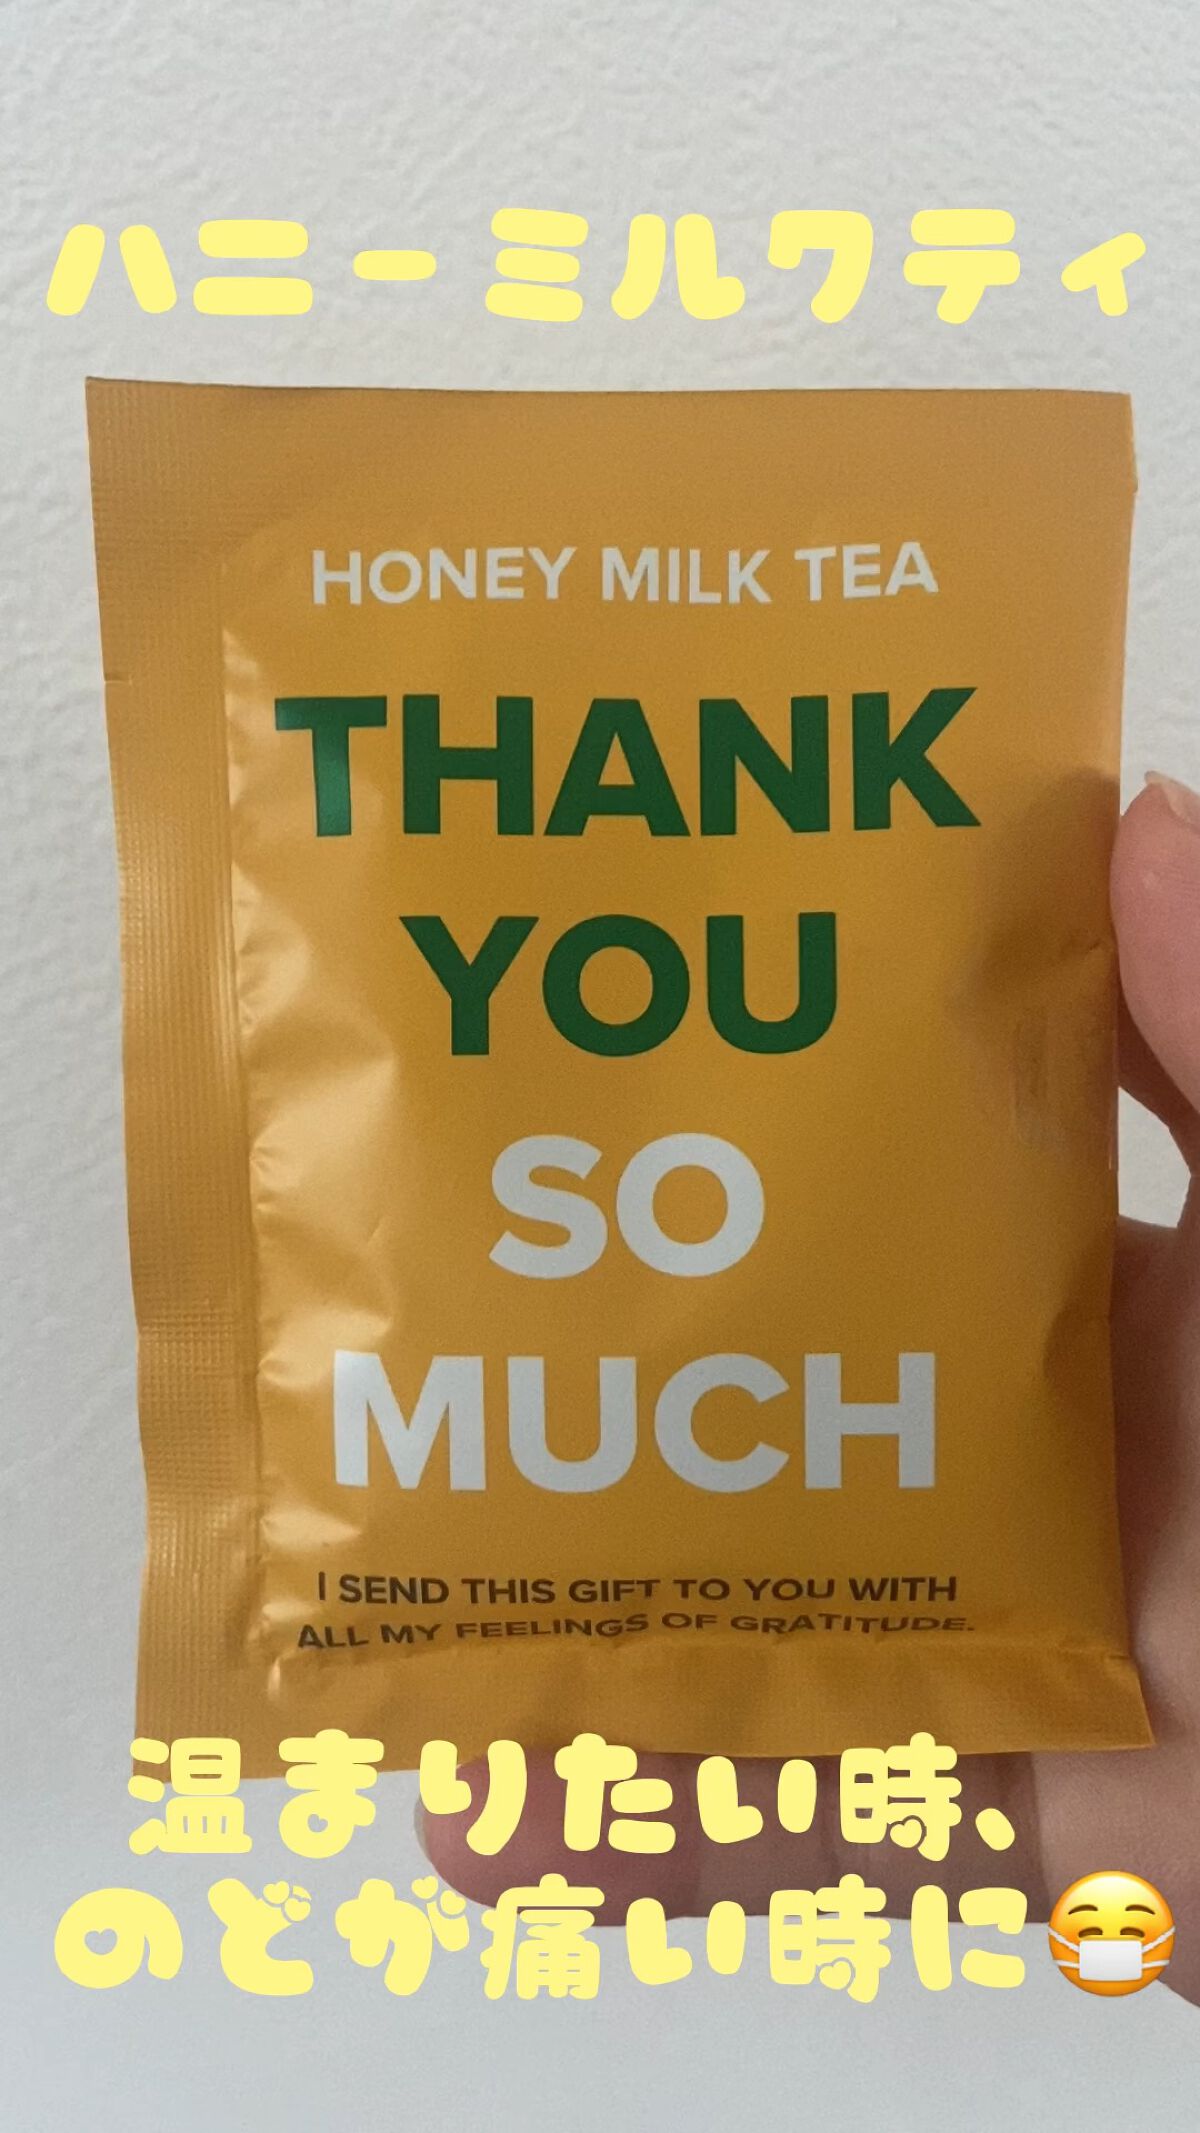 ハニーミルクティ
HONEY MILK TEA
THANK
YOU
SO
MUCH
I SEND THIS GIFT TO YOU WITH
ALL MY FEELINGS OF GRATITUDE.
温まりたい時、
のどが痛い時に😷